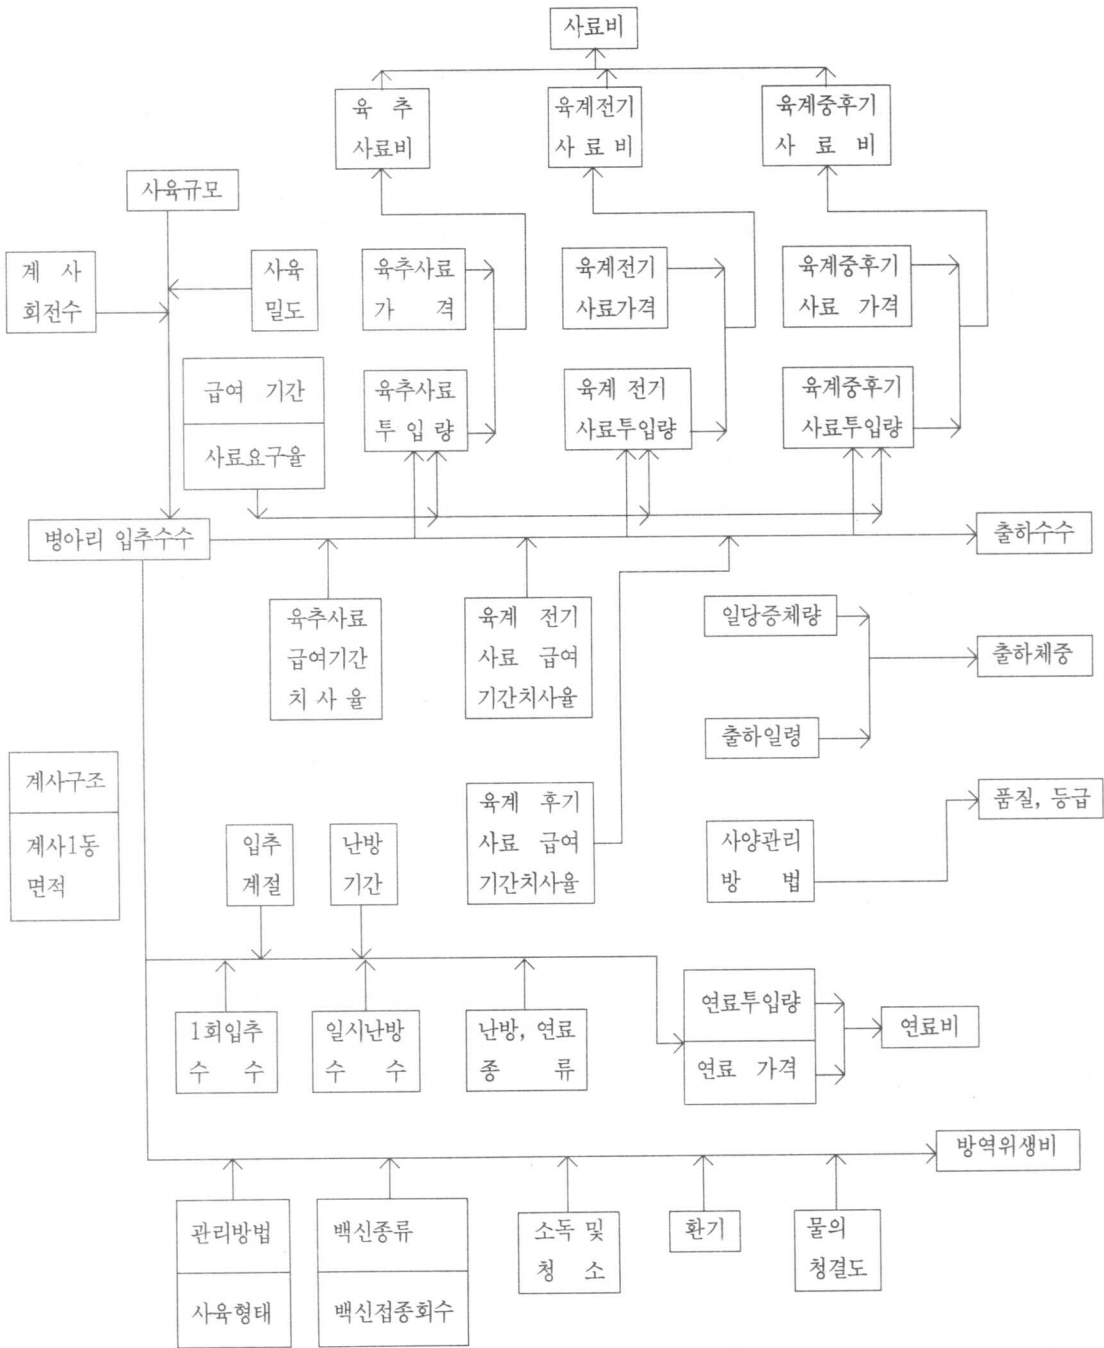 사료비
육 추
사료비
육계전기
사 료 비
육계중후기
사 료 비
사육규모
계 사
회전수
사육
밀도
육추사료
가 격
육계전기
사료가격
육계중후기
사료 가격
급여 기간
사료요구율
육추사료
투 입 량
육계 전기
사료투입량
육계중후기
사료투입량
병아리 입추수수
출하수수
육추사료
급여기간
치 사 율
육계 전기
사료 급여
기간치사율
일당증체량
출하체중
출하일령
계사구조
계사1동
면적
입추
계절
난방
기간
육계 후기
사료 급여
기간치사율
사양관리
방 법
품질, 등급
1회입추
수 수
일시난방
수 수
난방, 연료
종 류
연료투입량
연료 가격
연료비
방역위생비
관리방법
사육형태
백신종류
백신접종회수
소독 및
청 소
환기
물의
청결도